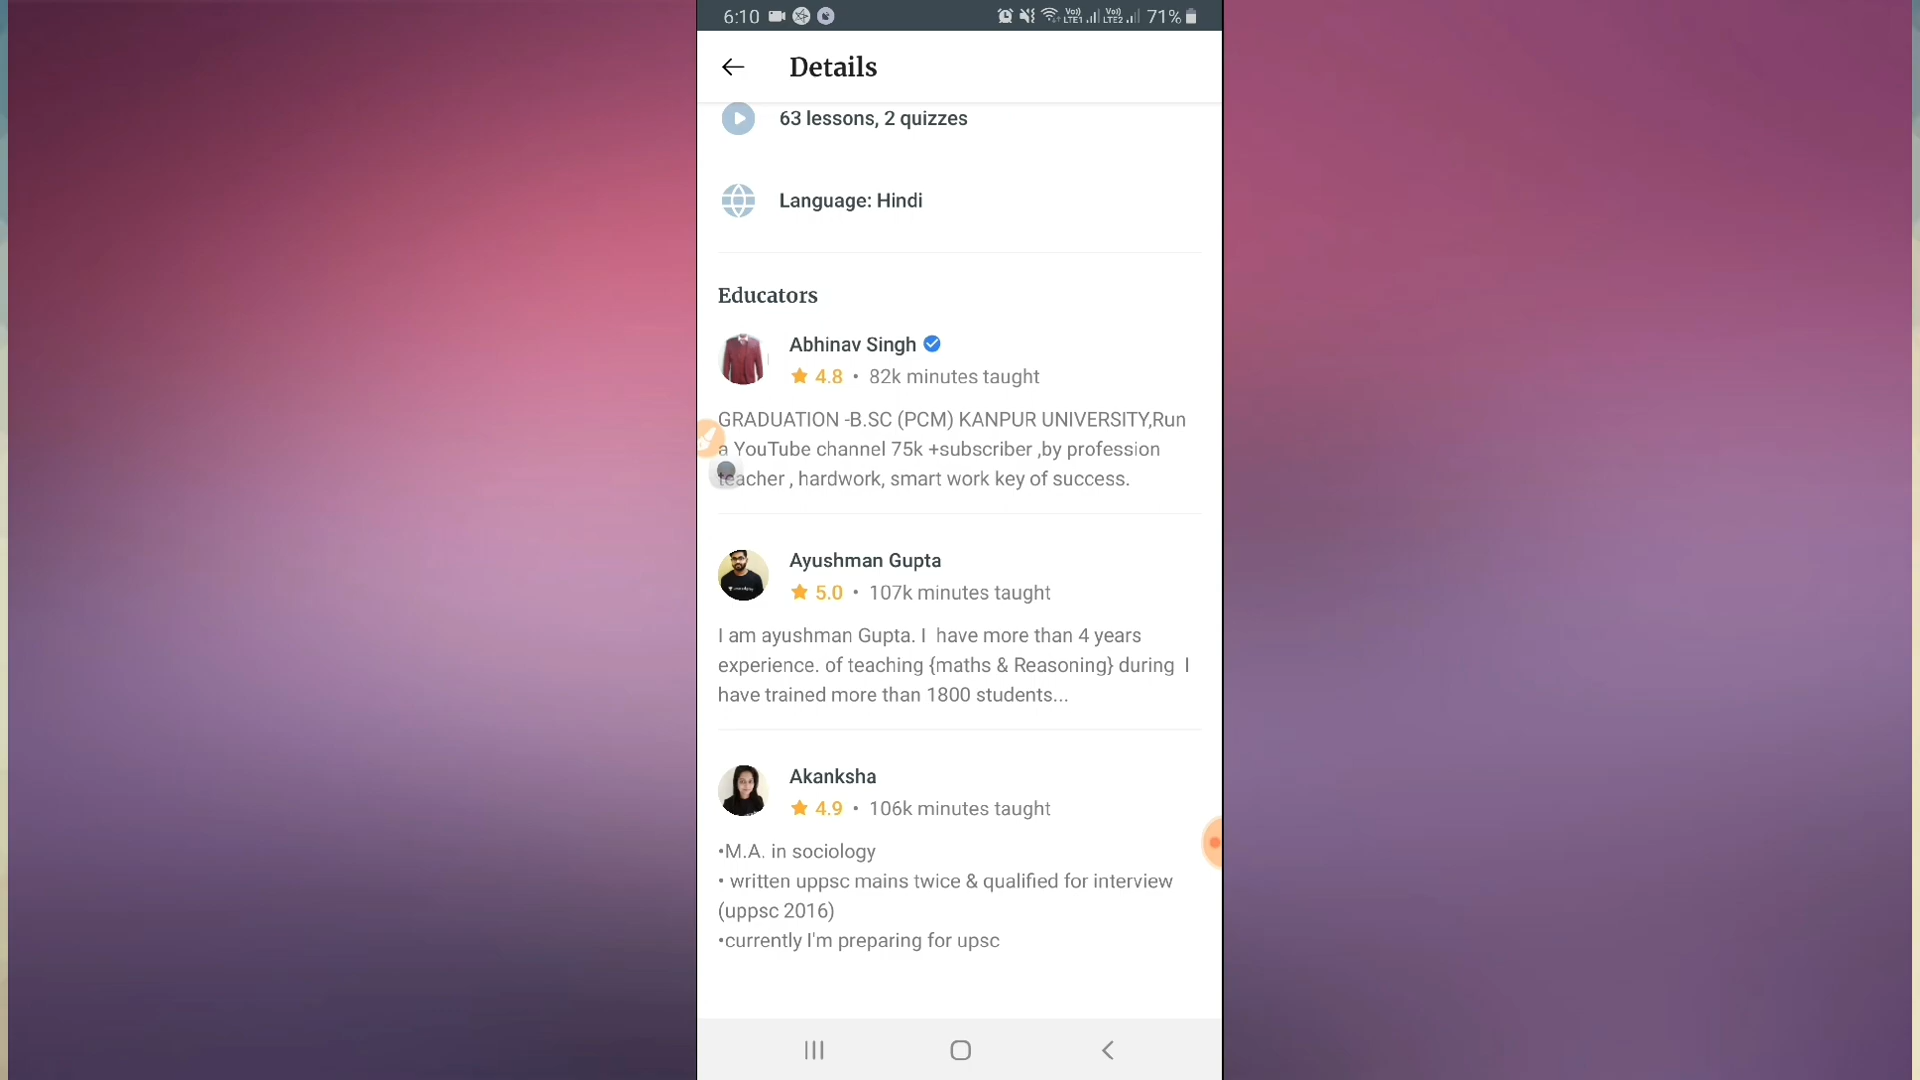 6:10
Vo)) LTE1 Vo)) LTE2 71%
Details
63 lessons, 2 quizzes
Language: Hindi
Educators
Abhinav Singh
4.8 • 82k minutes taught
GRADUATION -B.SC (PCM) KANPUR UNIVERSITY,Run
a YouTube channel 75k +subscriber ,by profession
teacher , hardwork, smart work key of success.
Ayushman Gupta
5.0 • 107k minutes taught
I am ayushman Gupta. I  have more than 4 years
experience. of teaching {maths & Reasoning} during  I
have trained more than 1800 students...
Akanksha
4.9 • 106k minutes taught
•M.A. in sociology
• written uppsc mains twice & qualified for interview
(uppsc 2016)
•currently I'm preparing for upsc